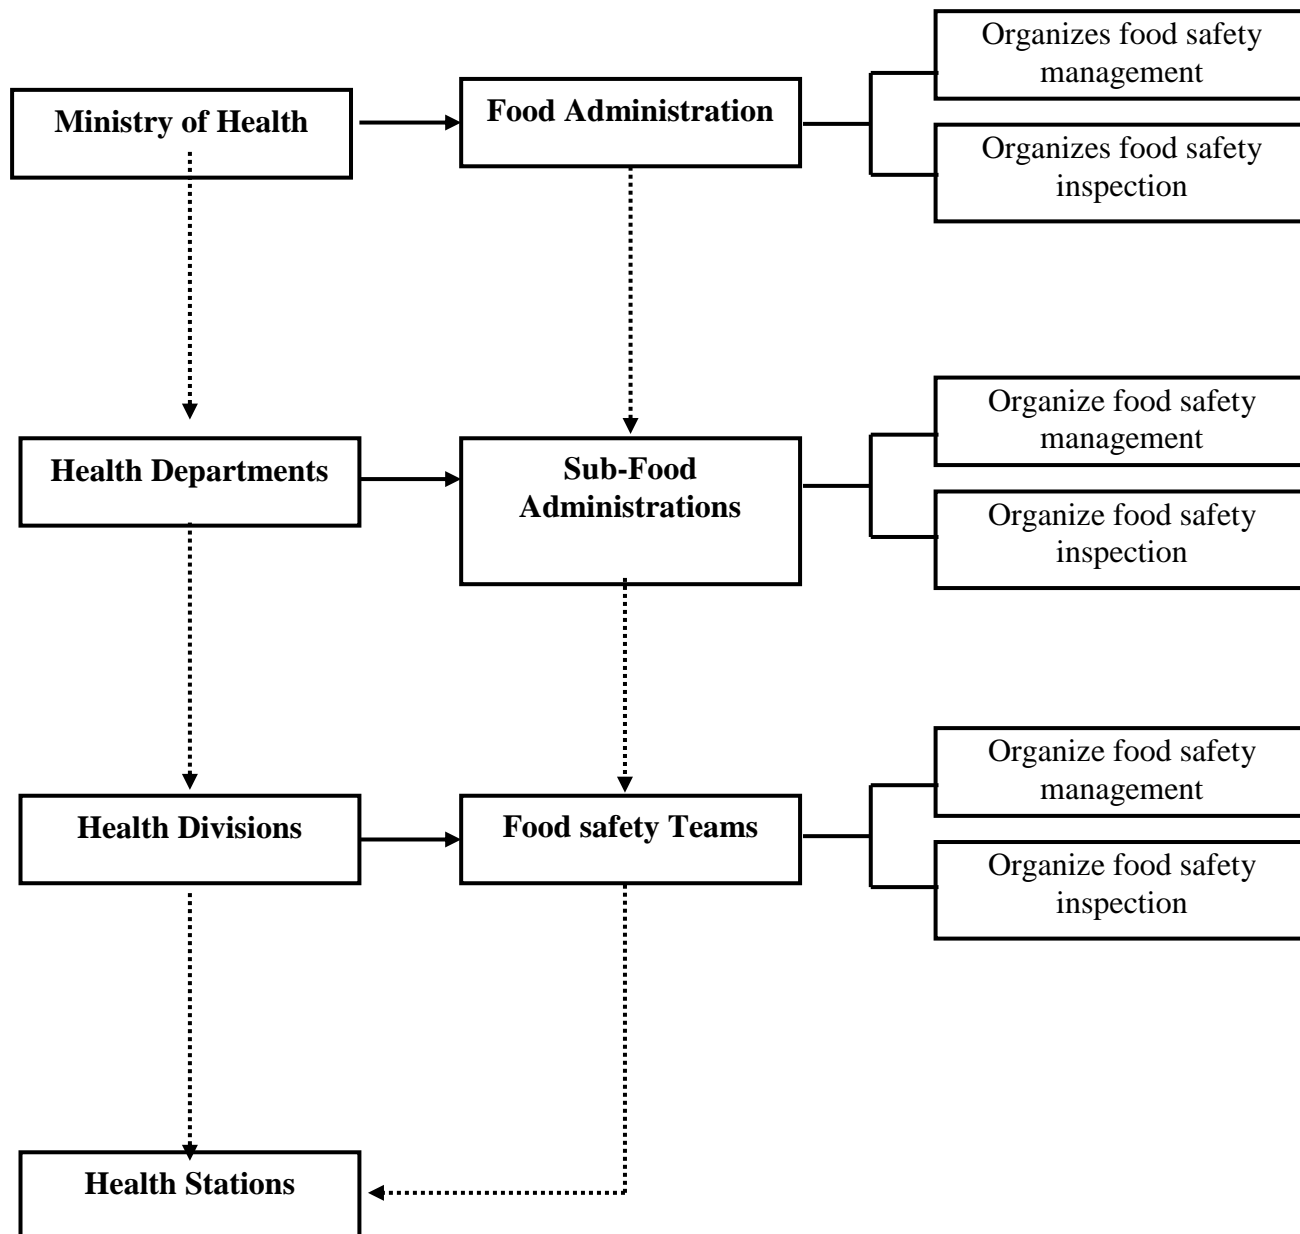 Organizes food safety
management
Ministry of Health
Food Administration
Organizes food safety
inspection
Organize food safety
management
Health Departments
Sub-Food
Administrations
Organize food safety
inspection
Organize food safety
management
Health Divisions
Food safety Teams
Organize food safety
inspection
Health Stations